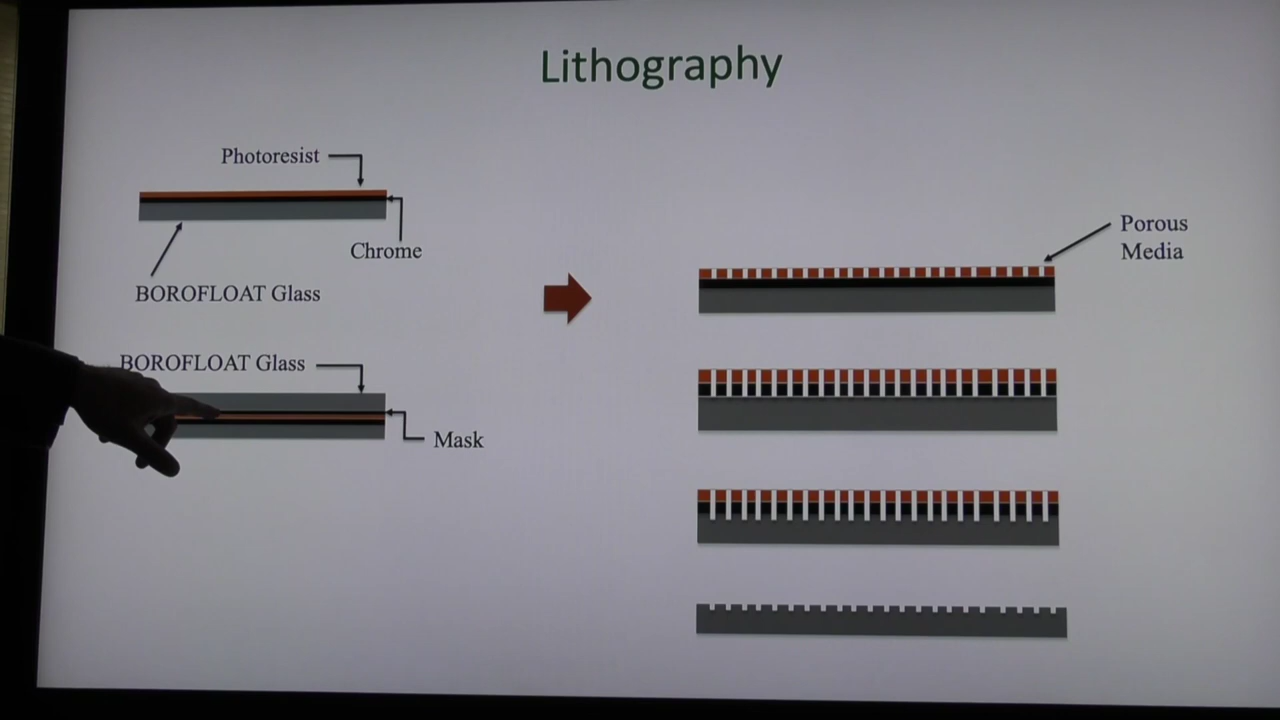 Lithography
Photoresist
Chrome
BOROFLOAT Glass
BOROFLOAT Glass
Mask
Porous
Media